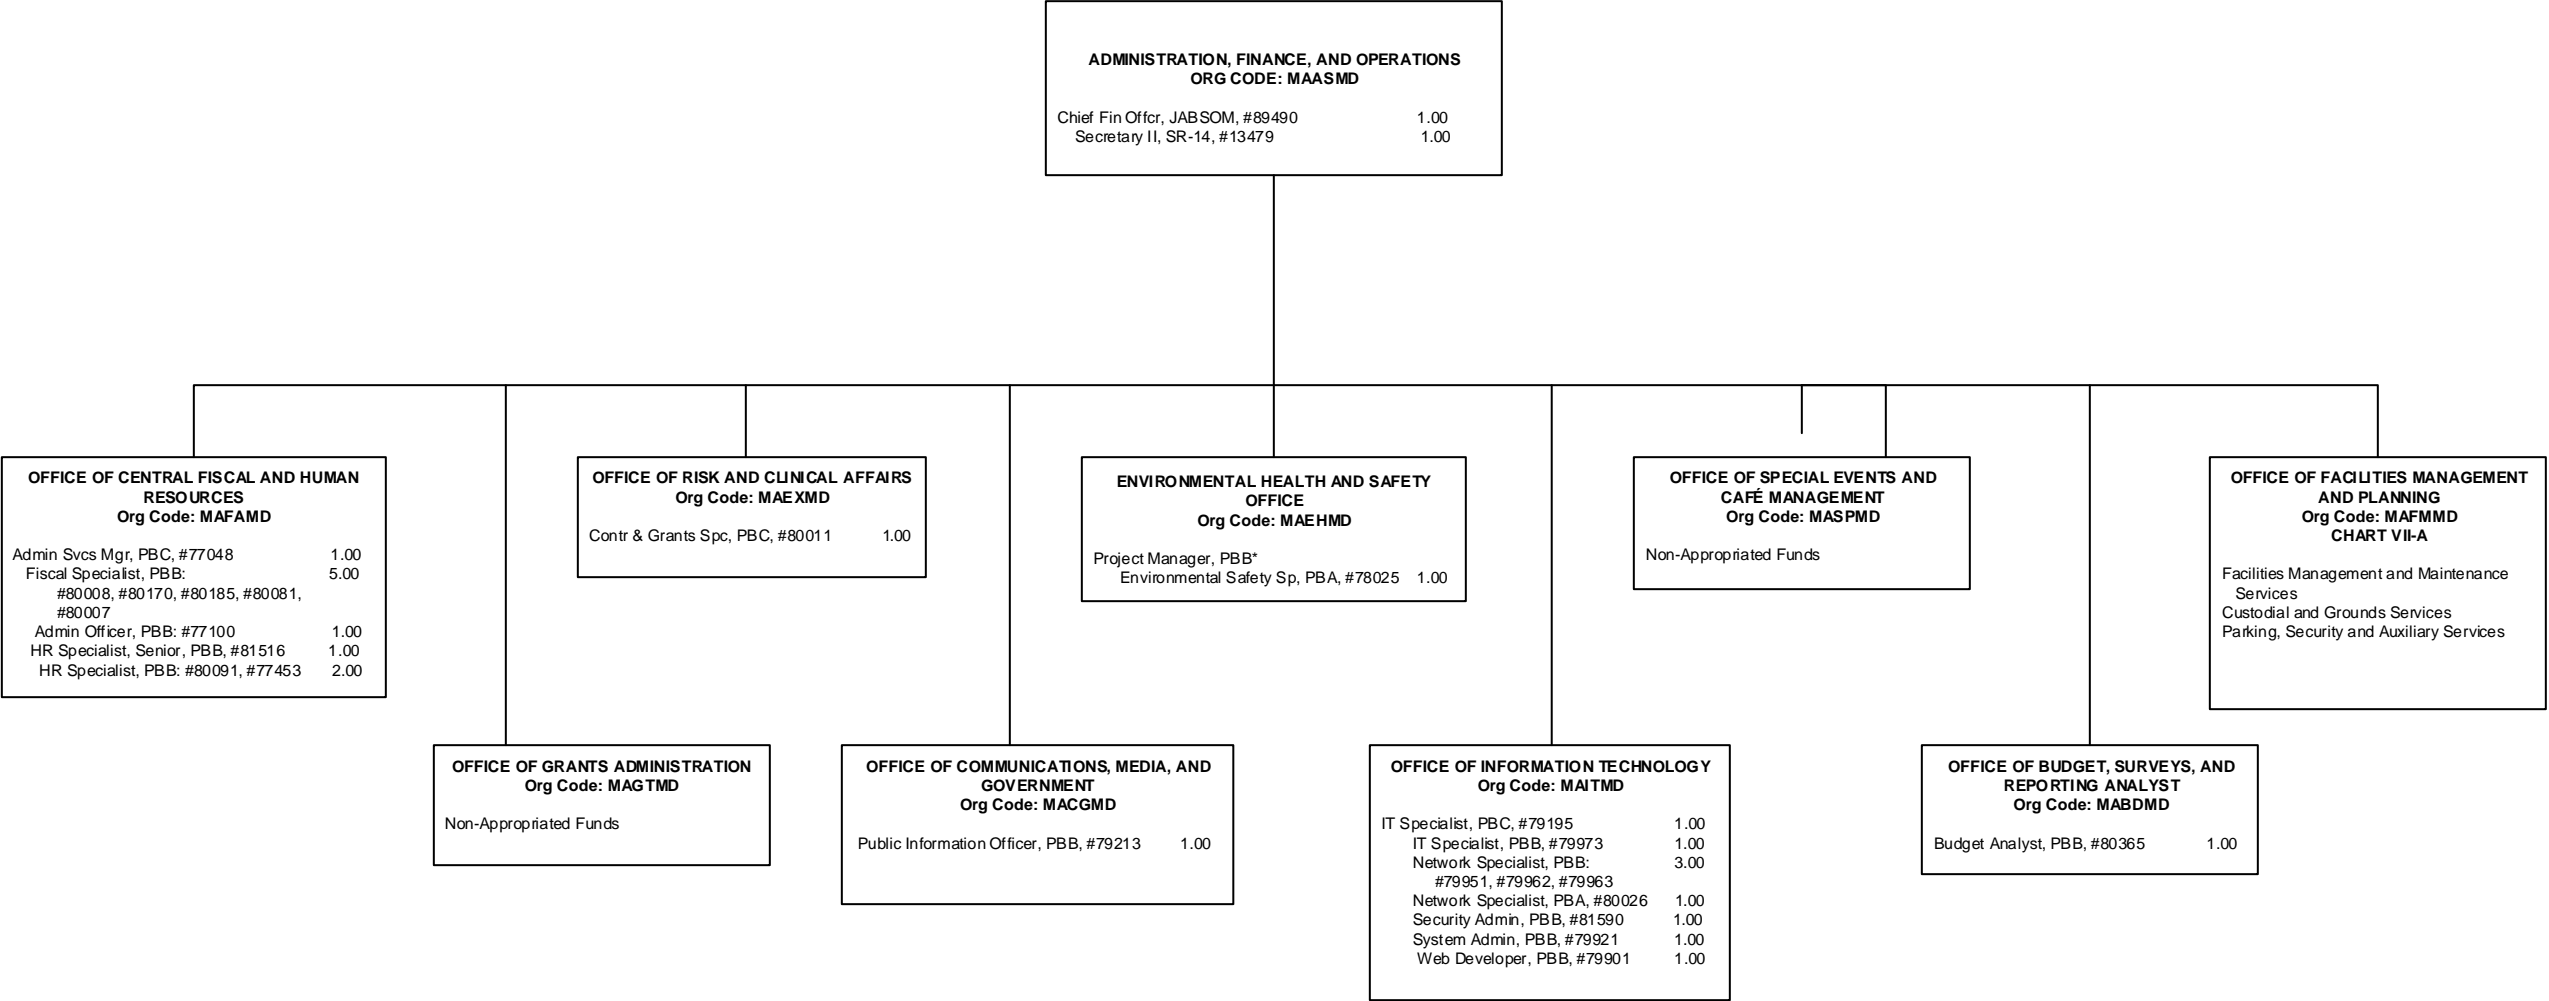 ADMINISTRATION, FINANCE, AND OPERATIONS
ORG CODE: MAASMD
Chief Fin Offcr, JABSOM, #89490 1.00
Secretary II, SR-14, #13479 1.00
OFFICE OF CENTRAL FISCAL AND HUMAN
RESOURCES
Org Code: MAFAMD
Admin Svcs Mgr, PBC, #77048 1.00
Fiscal Specialist, PBB: 5.00
#80008, #80170, #80185, #80081,
#80007
Admin Officer, PBB: #77100 1.00
HR Specialist, Senior, PBB, #81516 1.00
HR Specialist, PBB: #80091, #77453 2.00
OFFICE OF RISK AND CLINICAL AFFAIRS
Org Code: MAEXMD
Contr & Grants Spc, PBC, #80011 1.00
ENVIRONMENTAL HEALTH AND SAFETY
OFFICE
Org Code: MAEHMD
Project Manager, PBB*
Environmental Safety Sp, PBA, #78025 1.00
OFFICE OF SPECIAL EVENTS AND
CAFÉ MANAGEMENT
Org Code: MASPMD
Non-Appropriated Funds
OFFICE OF FACILITIES MANAGEMENT
AND PLANNING
Org Code: MAFMMD
CHART VII-A
Facilities Management and Maintenance
Services
Custodial and Grounds Services
Parking, Security and Auxiliary Services
OFFICE OF GRANTS ADMINISTRATION
Org Code: MAGTMD
Non-Appropriated Funds
OFFICE OF COMMUNICATIONS, MEDIA, AND
GOVERNMENT
Org Code: MACGMD
Public Information Officer, PBB, #79213 1.00
OFFICE OF INFORMATION TECHNOLOGY
Org Code: MAITMD
IT Specialist, PBC, #79195 1.00
IT Specialist, PBB, #79973 1.00
Network Specialist, PBB: 3.00
#79951, #79962, #79963
Network Specialist, PBA, #80026 1.00
Security Admin, PBB, #81590 1.00
System Admin, PBB, #79921 1.00
Web Developer, PBB, #79901 1.00
OFFICE OF BUDGET, SURVEYS, AND
REPORTING ANALYST
Org Code: MABDMD
Budget Analyst, PBB, #80365 1.00